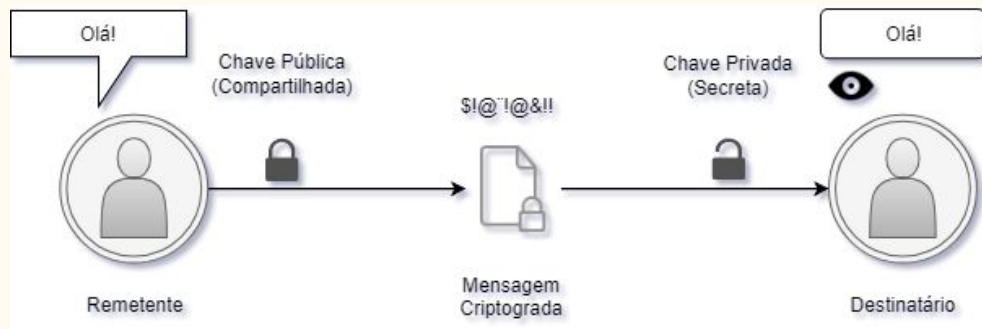 Olá!
Chave Pública
(Compartilhada)
$!@¨!@&!!
Chave Privada
(Secreta)
Olá!
Remetente
Mensagem
Criptograda
Destinatário